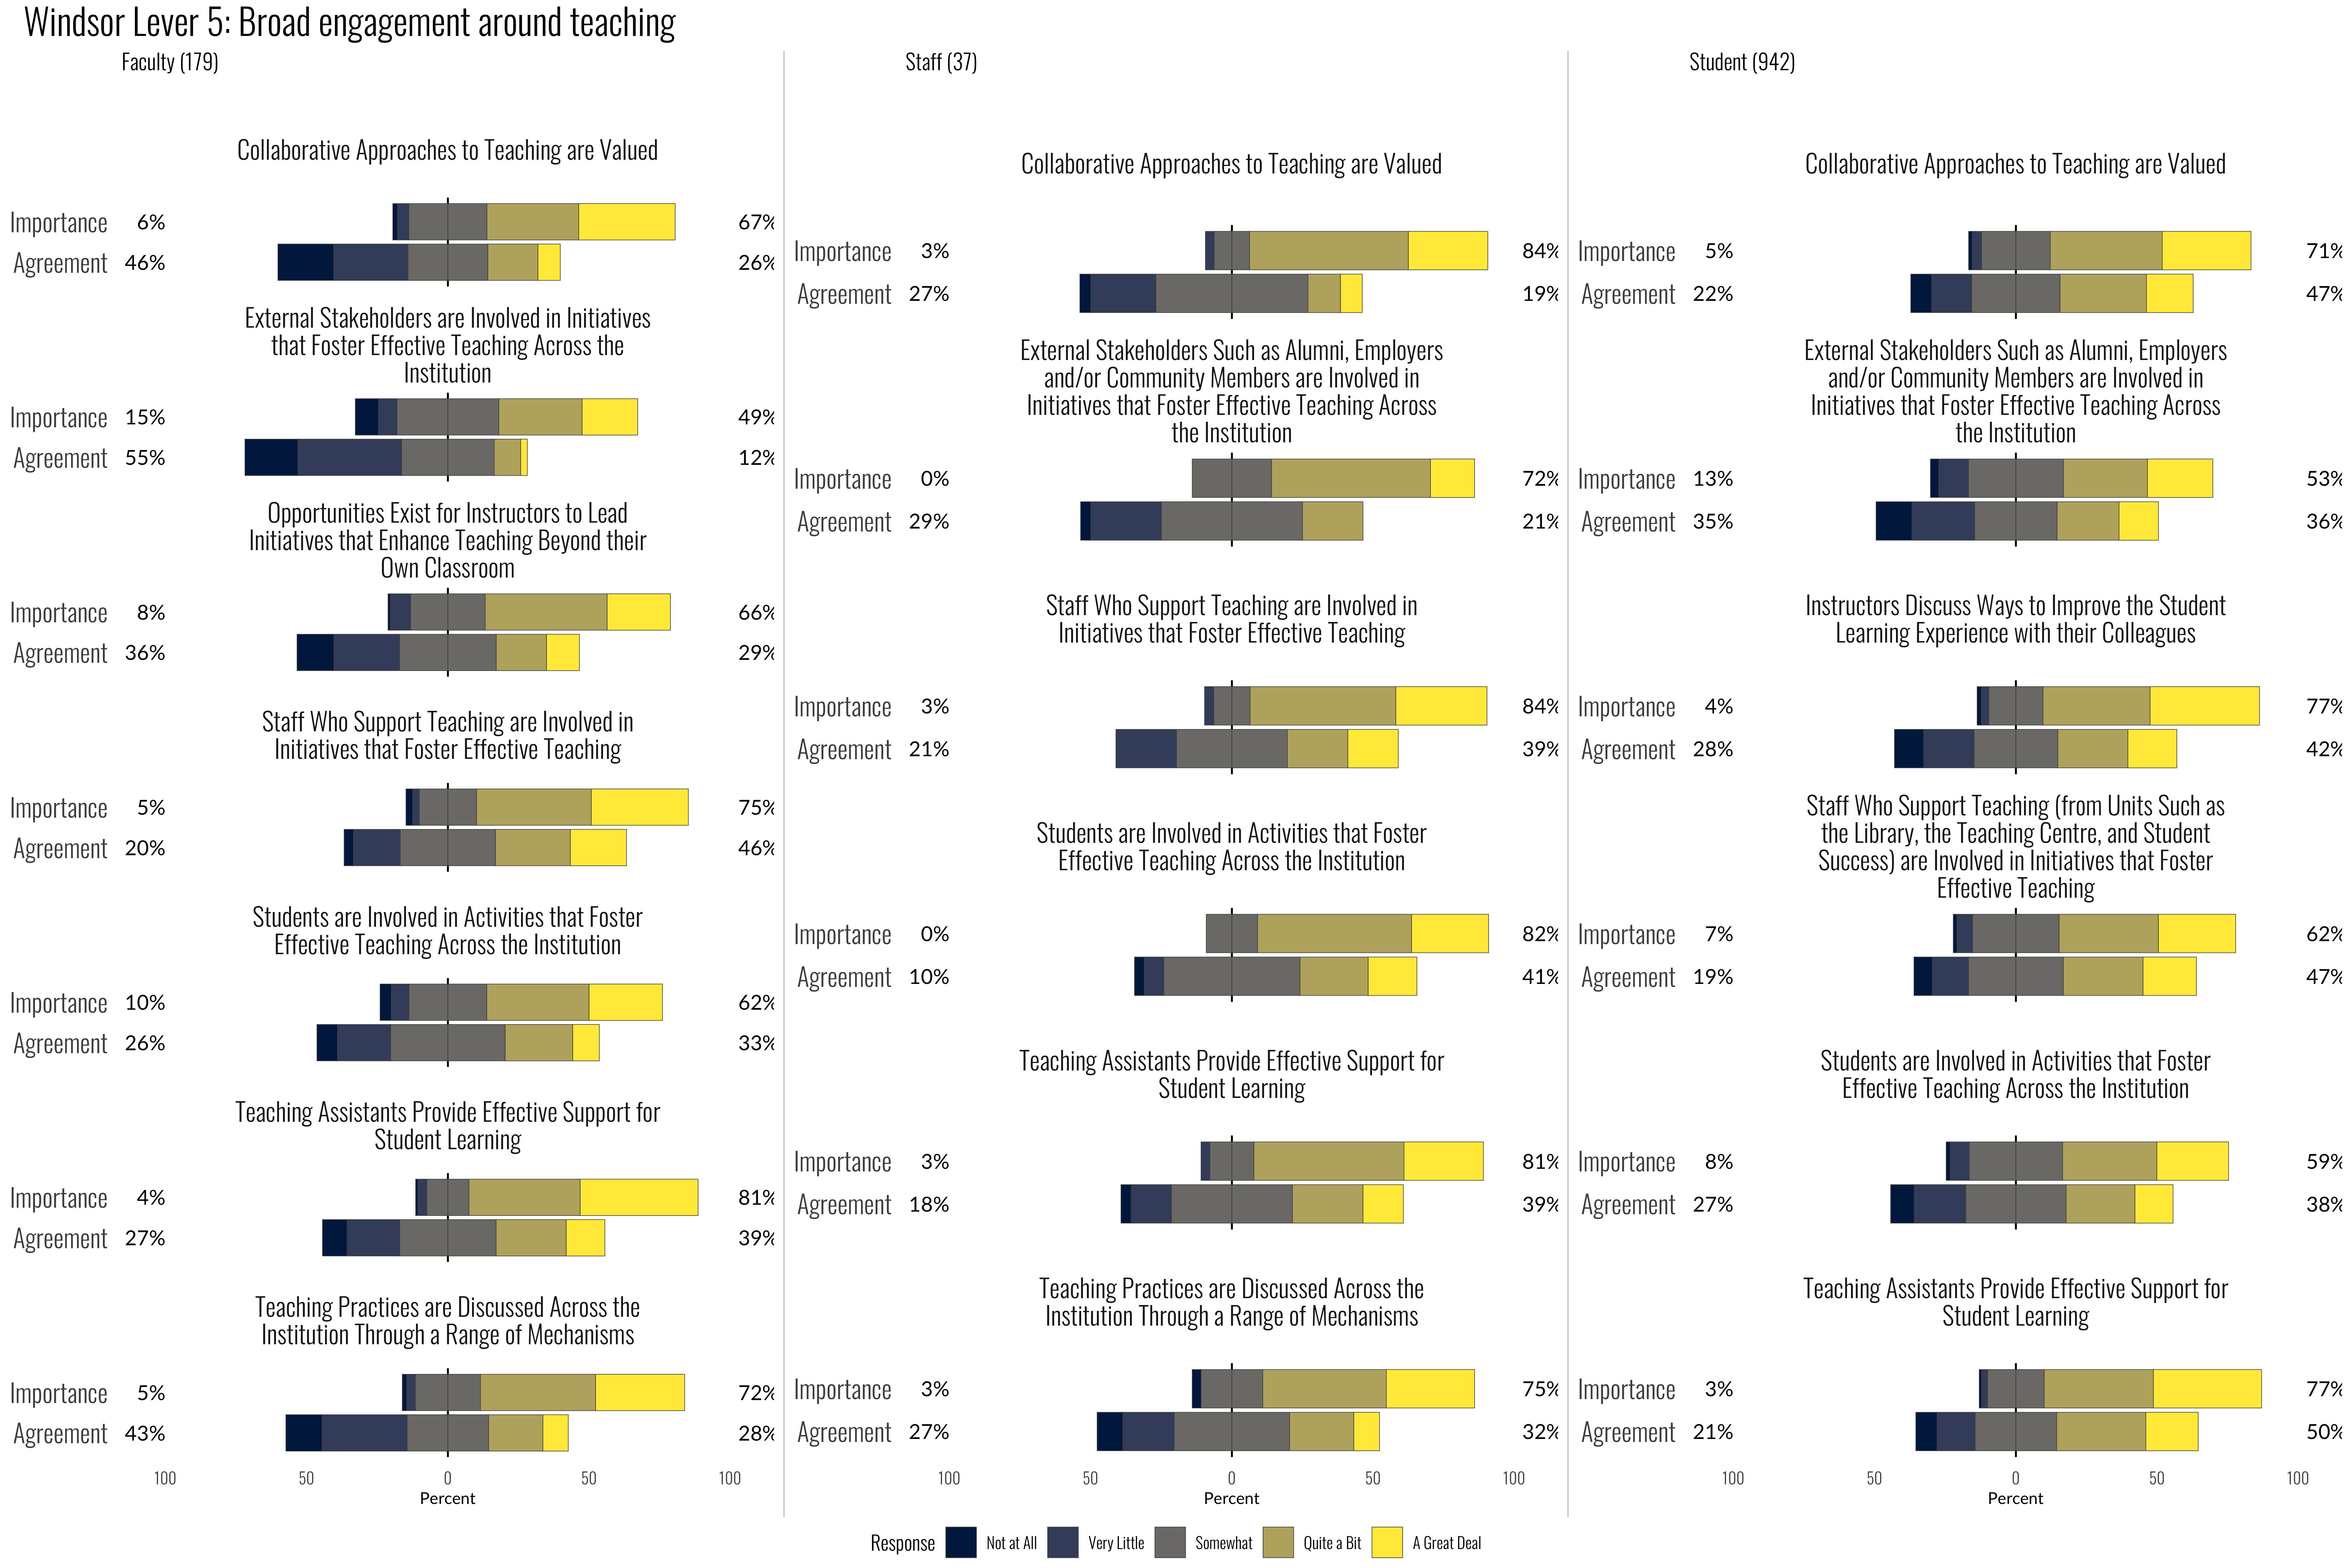 Windsor Lever 5: Broad engagement around teaching
Faculty (179)
Collaborative Approaches to Teaching are Valued
Importance 6% 67%
Agreement 46% 26%
External Stakeholders are Involved in Initiatives
that Foster Effective Teaching Across the
Institution
Importance 15% 49%
Agreement 55% 12%
Opportunities Exist for Instructors to Lead
Initiatives that Enhance Teaching Beyond their
Own Classroom
Importance 8% 66%
Agreement 36% 29%
Staff Who Support Teaching are Involved in
Initiatives that Foster Effective Teaching
Importance 5% 75%
Agreement 20% 46%
Students are Involved in Activities that Foster
Effective Teaching Across the Institution
Importance 10% 62%
Agreement 26% 33%
Teaching Assistants Provide Effective Support for
Student Learning
Importance 4% 81%
Agreement 27% 39%
Teaching Practices are Discussed Across the
Institution Through a Range of Mechanisms
Importance 5% 72%
Agreement 43% 28%
100 50 0 50 100
Percent
Staff (37)
Collaborative Approaches to Teaching are Valued
Importance 3% 84%
Agreement 27% 19%
External Stakeholders Such as Alumni, Employers
and/or Community Members are Involved in
Initiatives that Foster Effective Teaching Across
the Institution
Importance 0% 72%
Agreement 29% 21%
Staff Who Support Teaching are Involved in
Initiatives that Foster Effective Teaching
Importance 3% 84%
Agreement 21% 39%
Students are Involved in Activities that Foster
Effective Teaching Across the Institution
Importance 0% 82%
Agreement 10% 41%
Teaching Assistants Provide Effective Support for
Student Learning
Importance 3% 81%
Agreement 18% 39%
Teaching Practices are Discussed Across the
Institution Through a Range of Mechanisms
Importance 3% 75%
Agreement 27% 32%
100 50 0 50 100
Percent
Student (942)
Collaborative Approaches to Teaching are Valued
Importance 5% 71%
Agreement 22% 47%
External Stakeholders Such as Alumni, Employers
and/or Community Members are Involved in
Initiatives that Foster Effective Teaching Across
the Institution
Importance 13% 53%
Agreement 35% 36%
Instructors Discuss Ways to Improve the Student
Learning Experience with their Colleagues
Importance 4% 77%
Agreement 28% 42%
Staff Who Support Teaching (from Units Such as
the Library, the Teaching Centre, and Student
Success) are Involved in Initiatives that Foster
Effective Teaching
Importance 7% 62%
Agreement 19% 47%
Students are Involved in Activities that Foster
Effective Teaching Across the Institution
Importance 8% 59%
Agreement 27% 38%
Teaching Assistants Provide Effective Support for
Student Learning
Importance 3% 77%
Agreement 21% 50%
100 50 0 50 100
Percent
Response Not at All Very Little Somewhat Quite a Bit A Great Deal